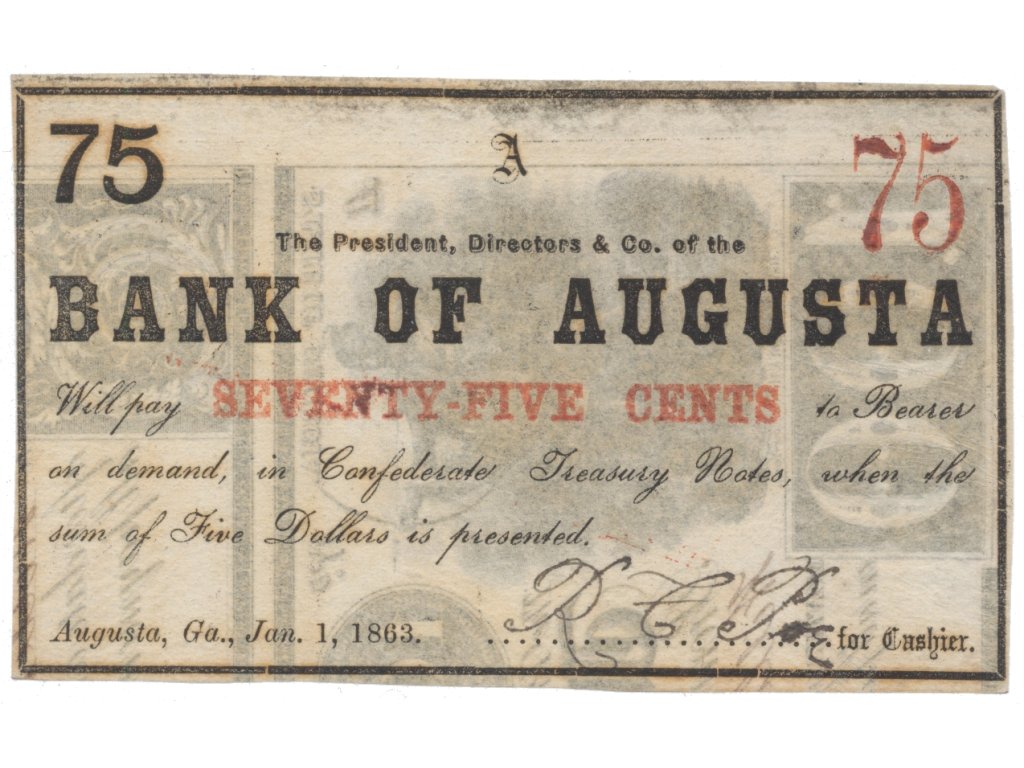 75 A 75
The President, Directors & Co. of the
BANK OF AUGUSTA
Will pay SEVENTY-FIVE CENTS to Bearer
on demand, in Confederate Treasury Notes, when the
sum of Five Dollars is presented.
Augusta, Ga., Jan. 1, 1863. R C for Cashier.